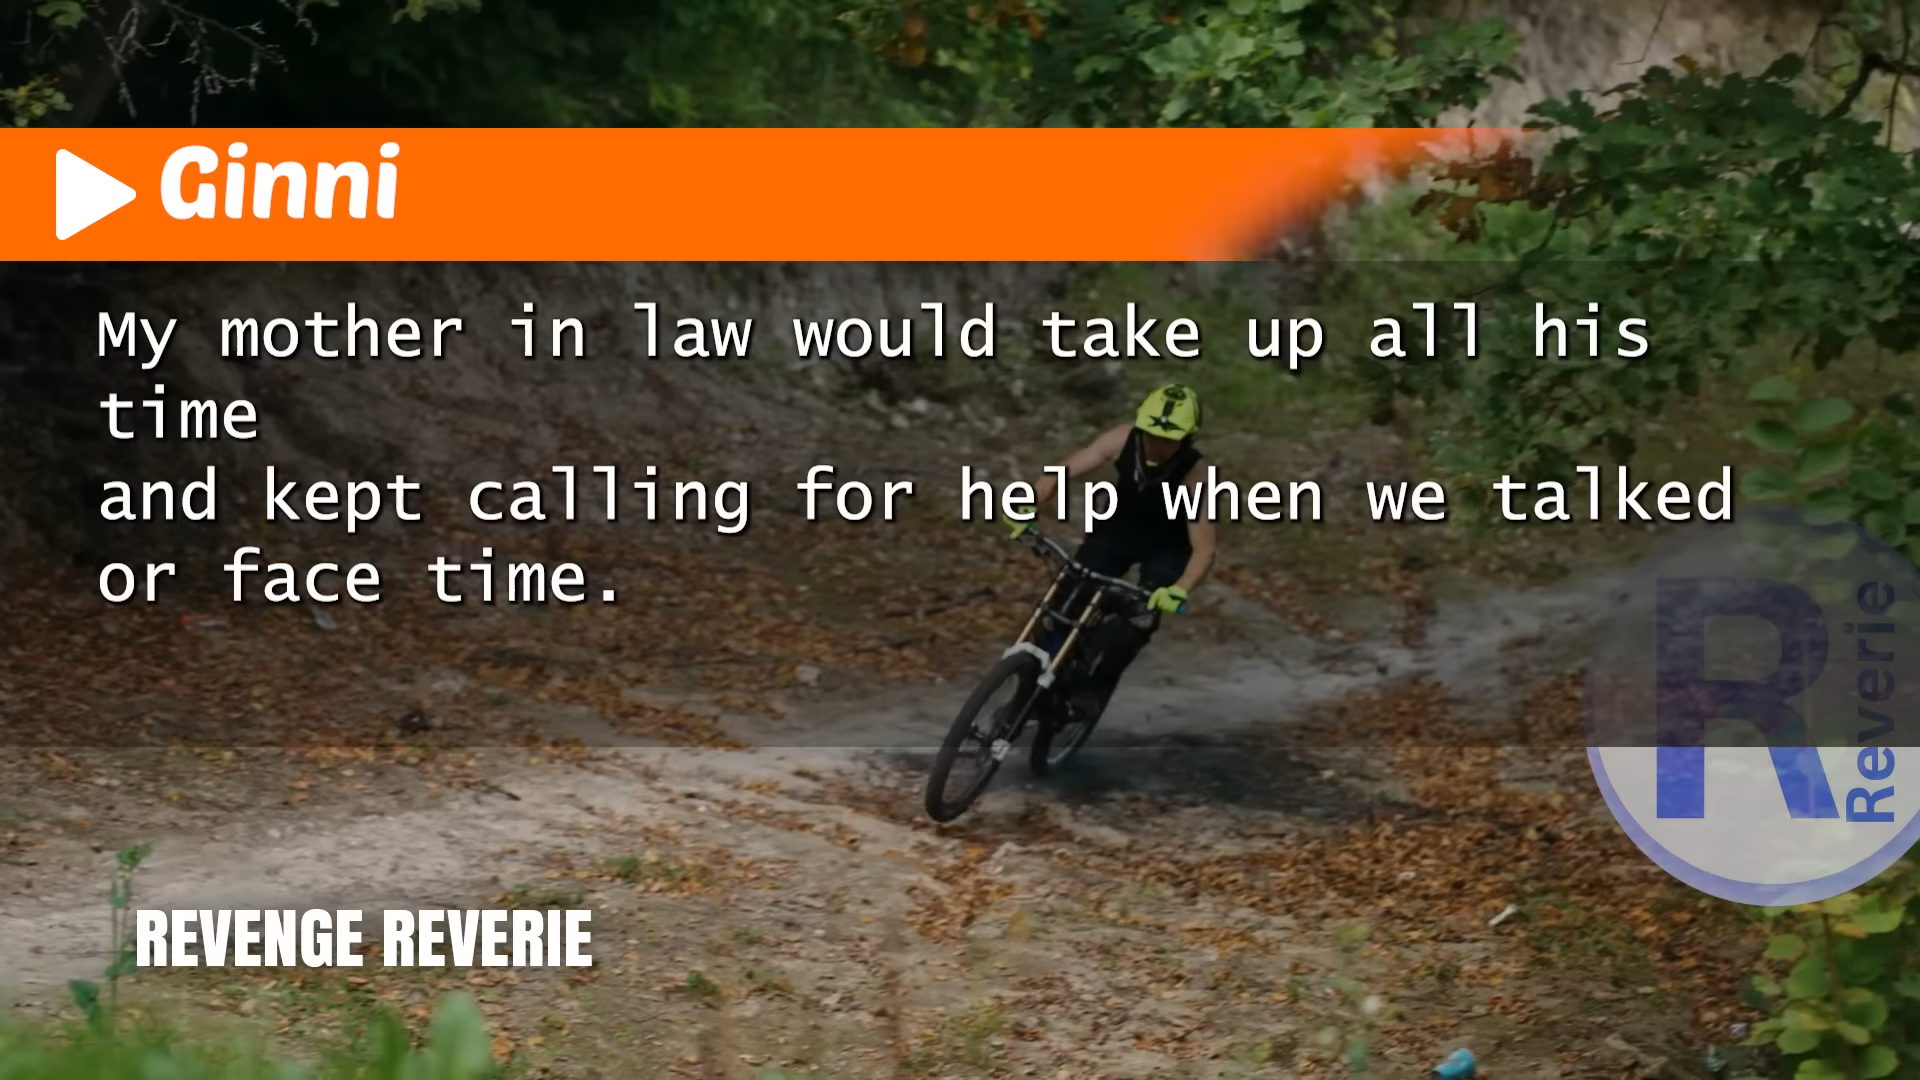 Ginni
My mother in law would take up all his
time
and kept calling for help when we talked
or face time.
R
Reverie
REVENGE REVERIE